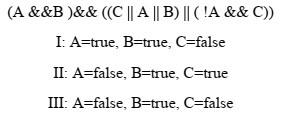 (A &&B )&& ((C || A || B) || ( !A && C))
I: A=true, B=true, C=false
II: A=false, B=true, C=true
III: A=false, B=true, C=false